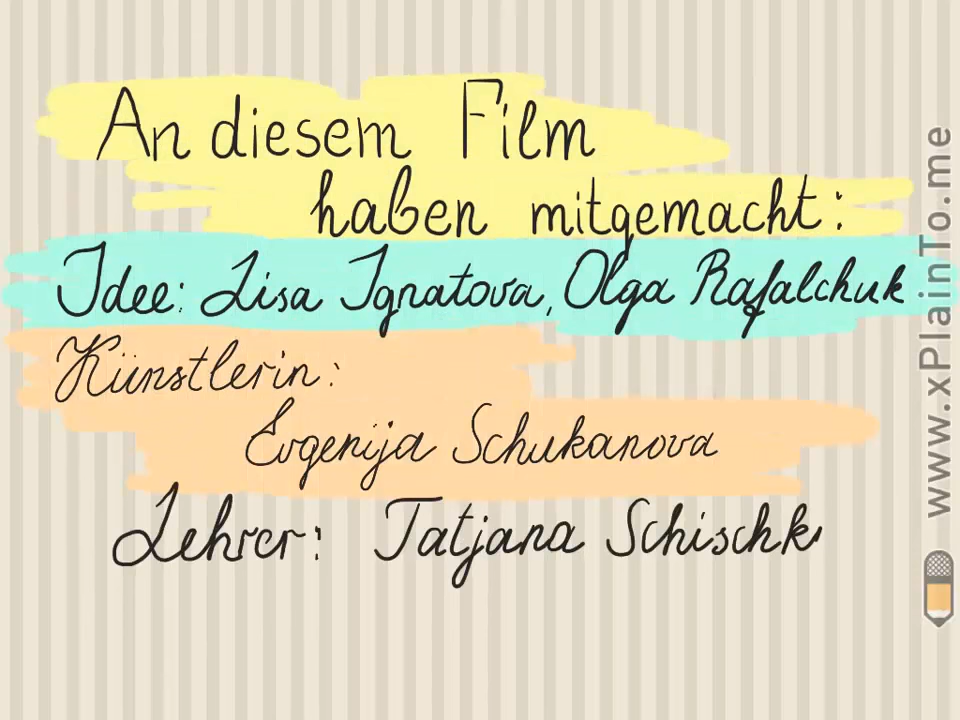 An diesem Film
haben mitgemacht:
Idee: Lisa Ignatova, Olga Rafalchuk
Künstlerin:
Evgenija Schukanova
Lehrer: Tatjana Schischk
www.xPlainTo.me